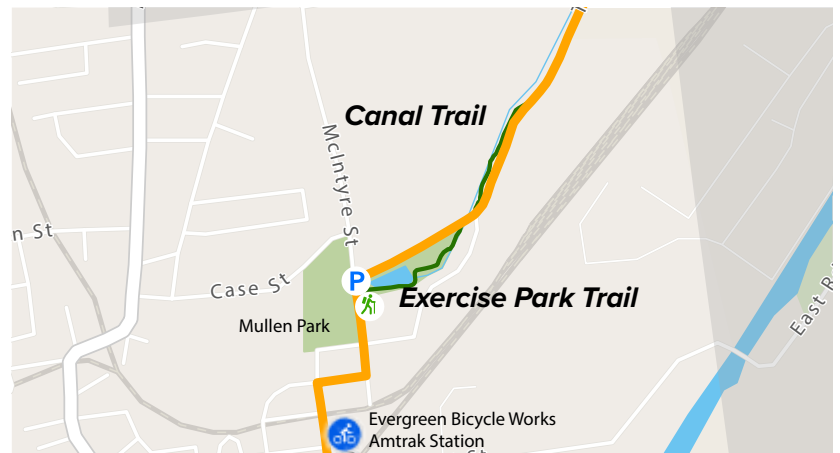 Canal Trail
McIntyre St
n St
P
Case St
Exercise Park Trail
Mullen Park
East R
Evergreen Bicycle Works
Amtrak Station